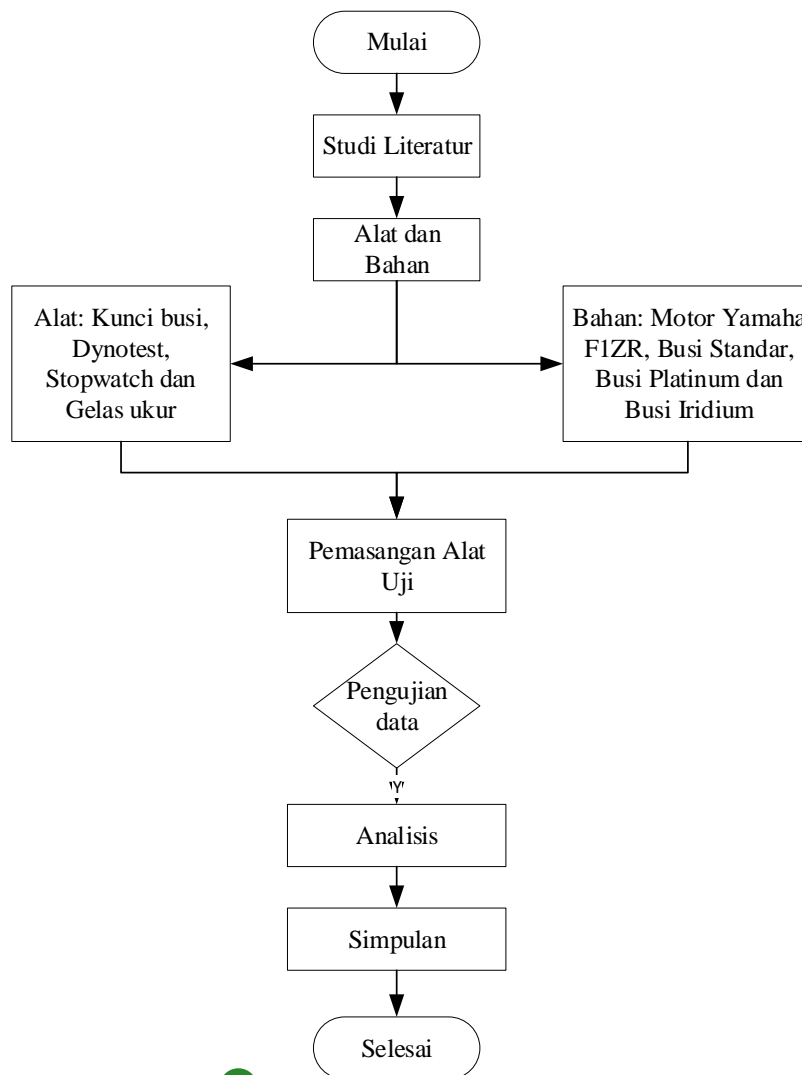 Mulai
Studi Literatur
Alat dan
Bahan
Alat: Kunci busi,
Dynotest,
Stopwatch dan
Gelas ukur
Bahan: Motor Yamaha
F1ZR, Busi Standar,
Busi Platinum dan
Busi Iridium
Pemasangan Alat
Uji
Pengujian
data
"Y"
Analisis
Simpulan
Selesai